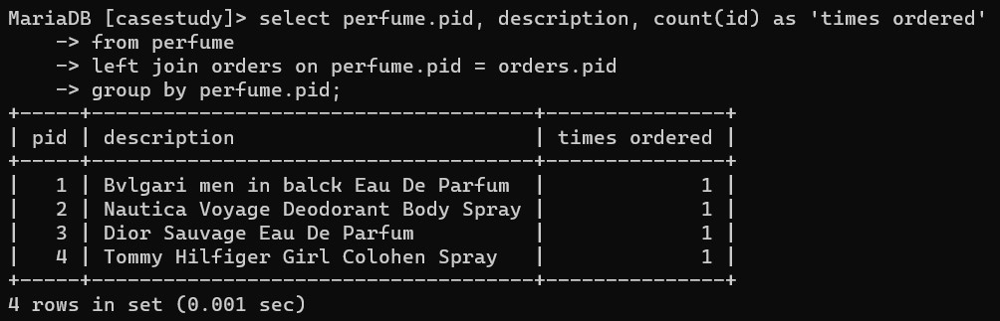 MariaDB [casestudy]> select perfume.pid, description, count(id) as 'times ordered'
    -> from perfume
    -> left join orders on perfume.pid = orders.pid
    -> group by perfume.pid;
+-----+-------------------------------------+---------------+
| pid | description                         | times ordered |
+-----+-------------------------------------+---------------+
|   1 | Bvlgari men in balck Eau De Parfum  |             1 |
|   2 | Nautica Voyage Deodorant Body Spray |             1 |
|   3 | Dior Sauvage Eau De Parfum          |             1 |
|   4 | Tommy Hilfiger Girl Colohen Spray   |             1 |
+-----+-------------------------------------+---------------+
4 rows in set (0.001 sec)